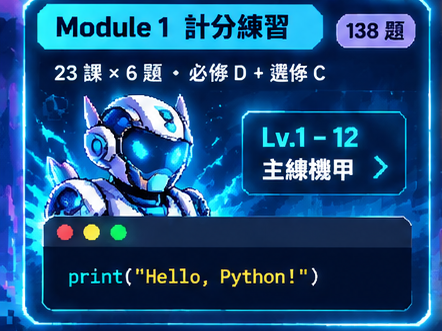 Module 1 計分練習
138 題
23 課 × 6 題 · 必修 D + 選修 C
Lv.1 – 12
主練機甲
print("Hello, Python!")